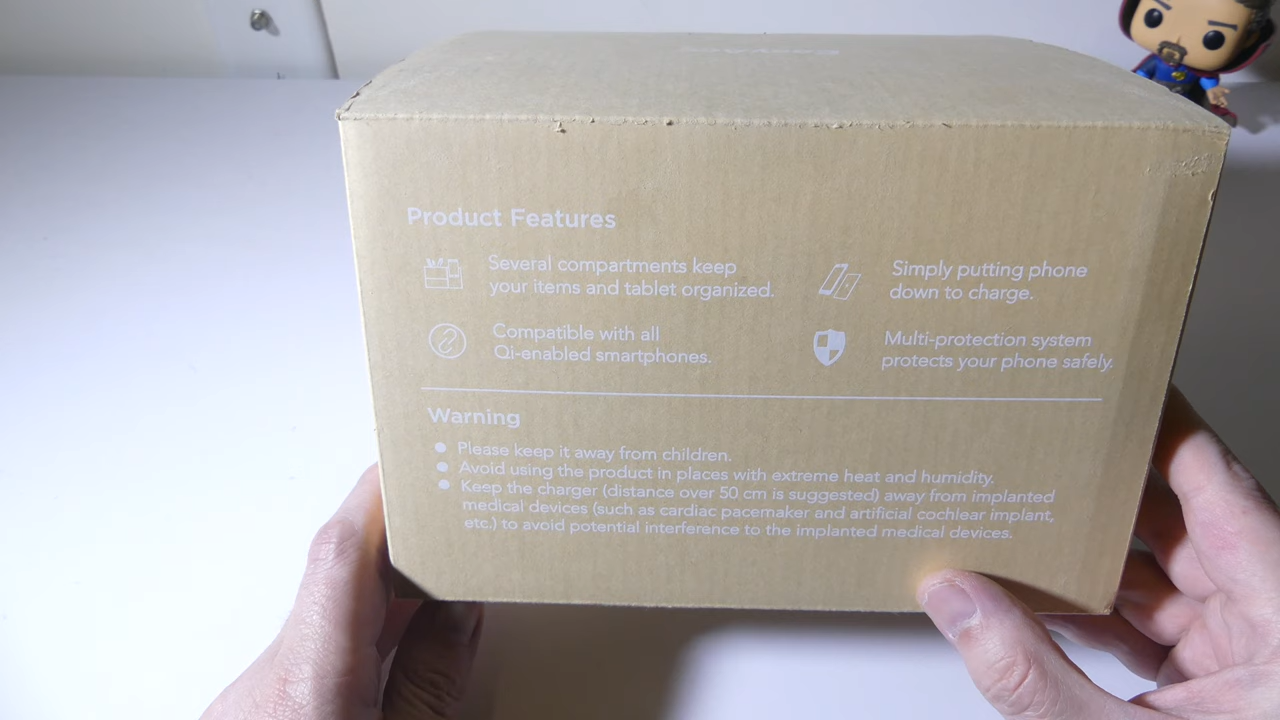 Product Features
Several compartments keep
your items and tablet organized.
Simply putting phone
down to charge.
Compatible with all
Qi-enabled smartphones.
Multi-protection system
protects your phone safely.
Warning
● Please keep it away from children.
● Avoid using the product in places with extreme heat and humidity.
● Keep the charger (distance over 50 cm is suggested) away from implanted
medical devices (such as cardiac pacemaker and artificial cochlear implant,
etc.) to avoid potential interference to the implanted medical devices.